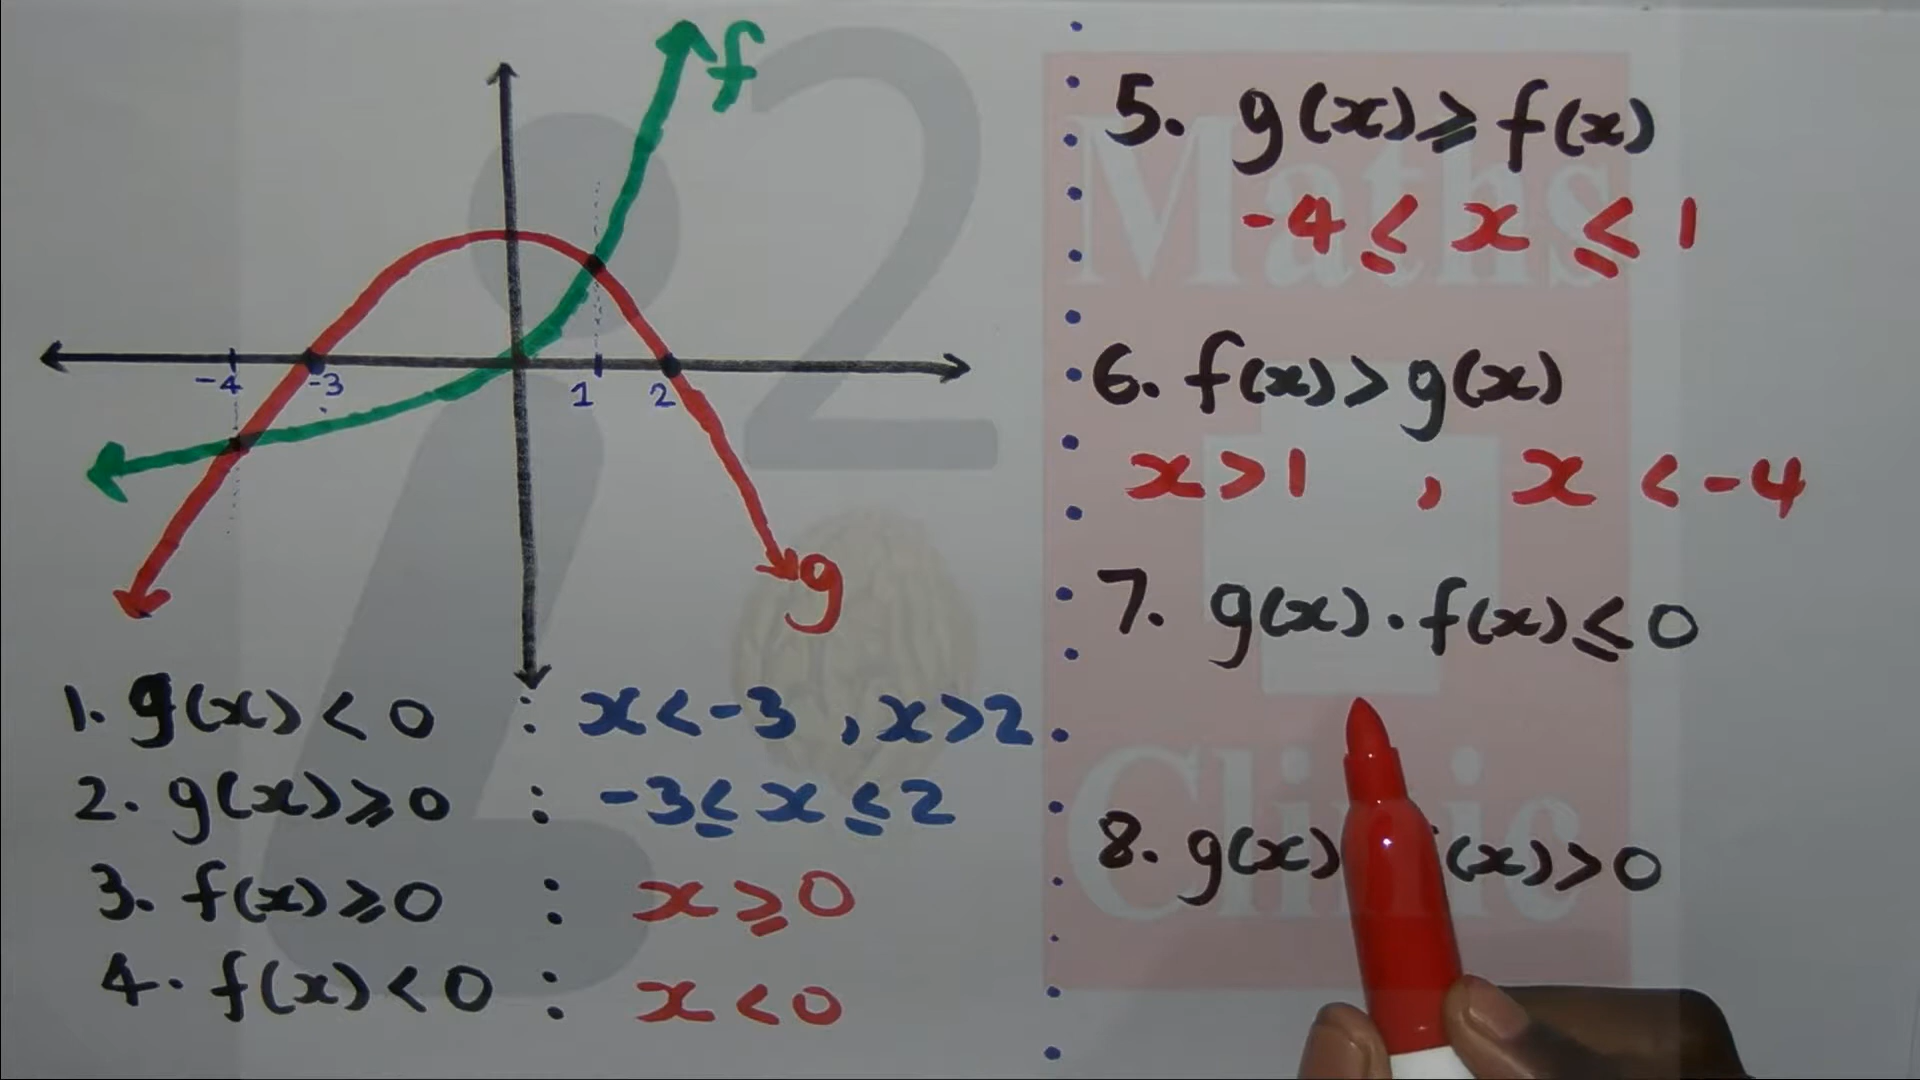 f
-4 -3 1 2
g
1. g(x) < 0 : x < -3 , x > 2
2. g(x) ≥ 0 : -3 ≤ x ≤ 2
3. f(x) ≥ 0 : x ≥ 0
4. f(x) < 0 : x < 0
5. g(x) ≥ f(x)
-4 ≤ x ≤ 1
6. f(x) > g(x)
x > 1 , x < -4
7. g(x) . f(x) ≤ 0
8. g(x) (x) > 0
2
Maths
Clinic